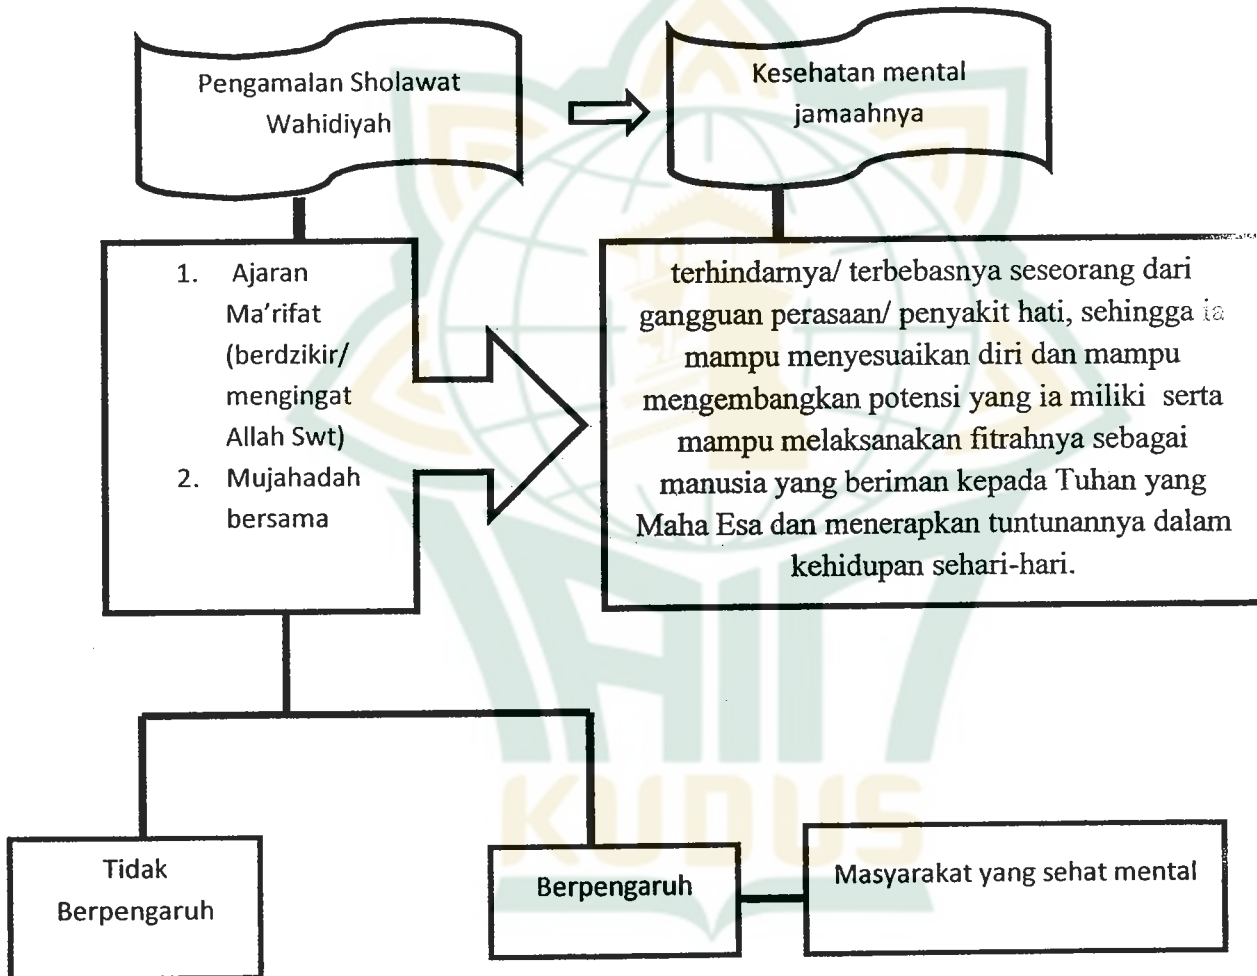 Pengamalan Sholawat
Wahidiyah
Kesehatan mental
jamaahnya
1. Ajaran
Ma'rifat
(berdzikir/
mengingat
Allah Swt)
2. Mujahadah
bersama
terhindarnya/ terbebasnya seseorang dari
gangguan perasaan/ penyakit hati, sehingga ia
mampu menyesuaikan diri dan mampu
mengembangkan potensi yang ia miliki serta
mampu melaksanakan fitrahnya sebagai
manusia yang beriman kepada Tuhan yang
Maha Esa dan menerapkan tuntunannya dalam
kehidupan sehari-hari.
Tidak
Berpengaruh
Berpengaruh
Masyarakat yang sehat mental
KUDUS